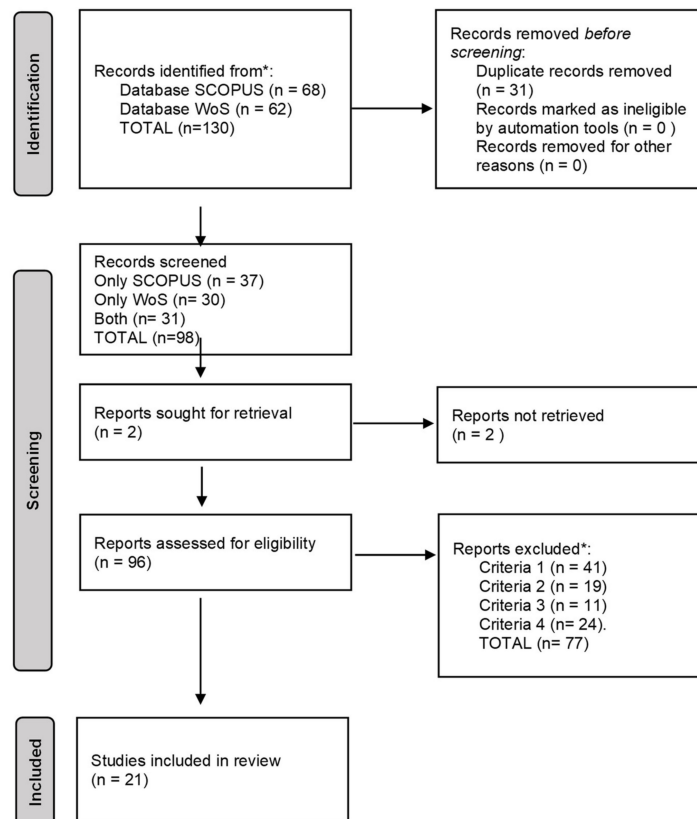 Identification
Records identified from*:
Database SCOPUS (n = 68)
Database WoS (n = 62)
TOTAL (n=130)
Records removed before
screening:
Duplicate records removed
(n = 31)
Records marked as ineligible
by automation tools (n = 0 )
Records removed for other
reasons (n = 0)
Screening
Records screened
Only SCOPUS (n = 37)
Only WoS (n= 30)
Both (n = 31)
TOTAL (n=98)
Reports sought for retrieval
(n = 2)
Reports not retrieved
(n = 2 )
Reports assessed for eligibility
(n = 96)
Reports excluded*:
Criteria 1 (n = 41)
Criteria 2 (n = 19)
Criteria 3 (n = 11)
Criteria 4 (n= 24).
TOTAL (n= 77)
Included
Studies included in review
(n = 21)